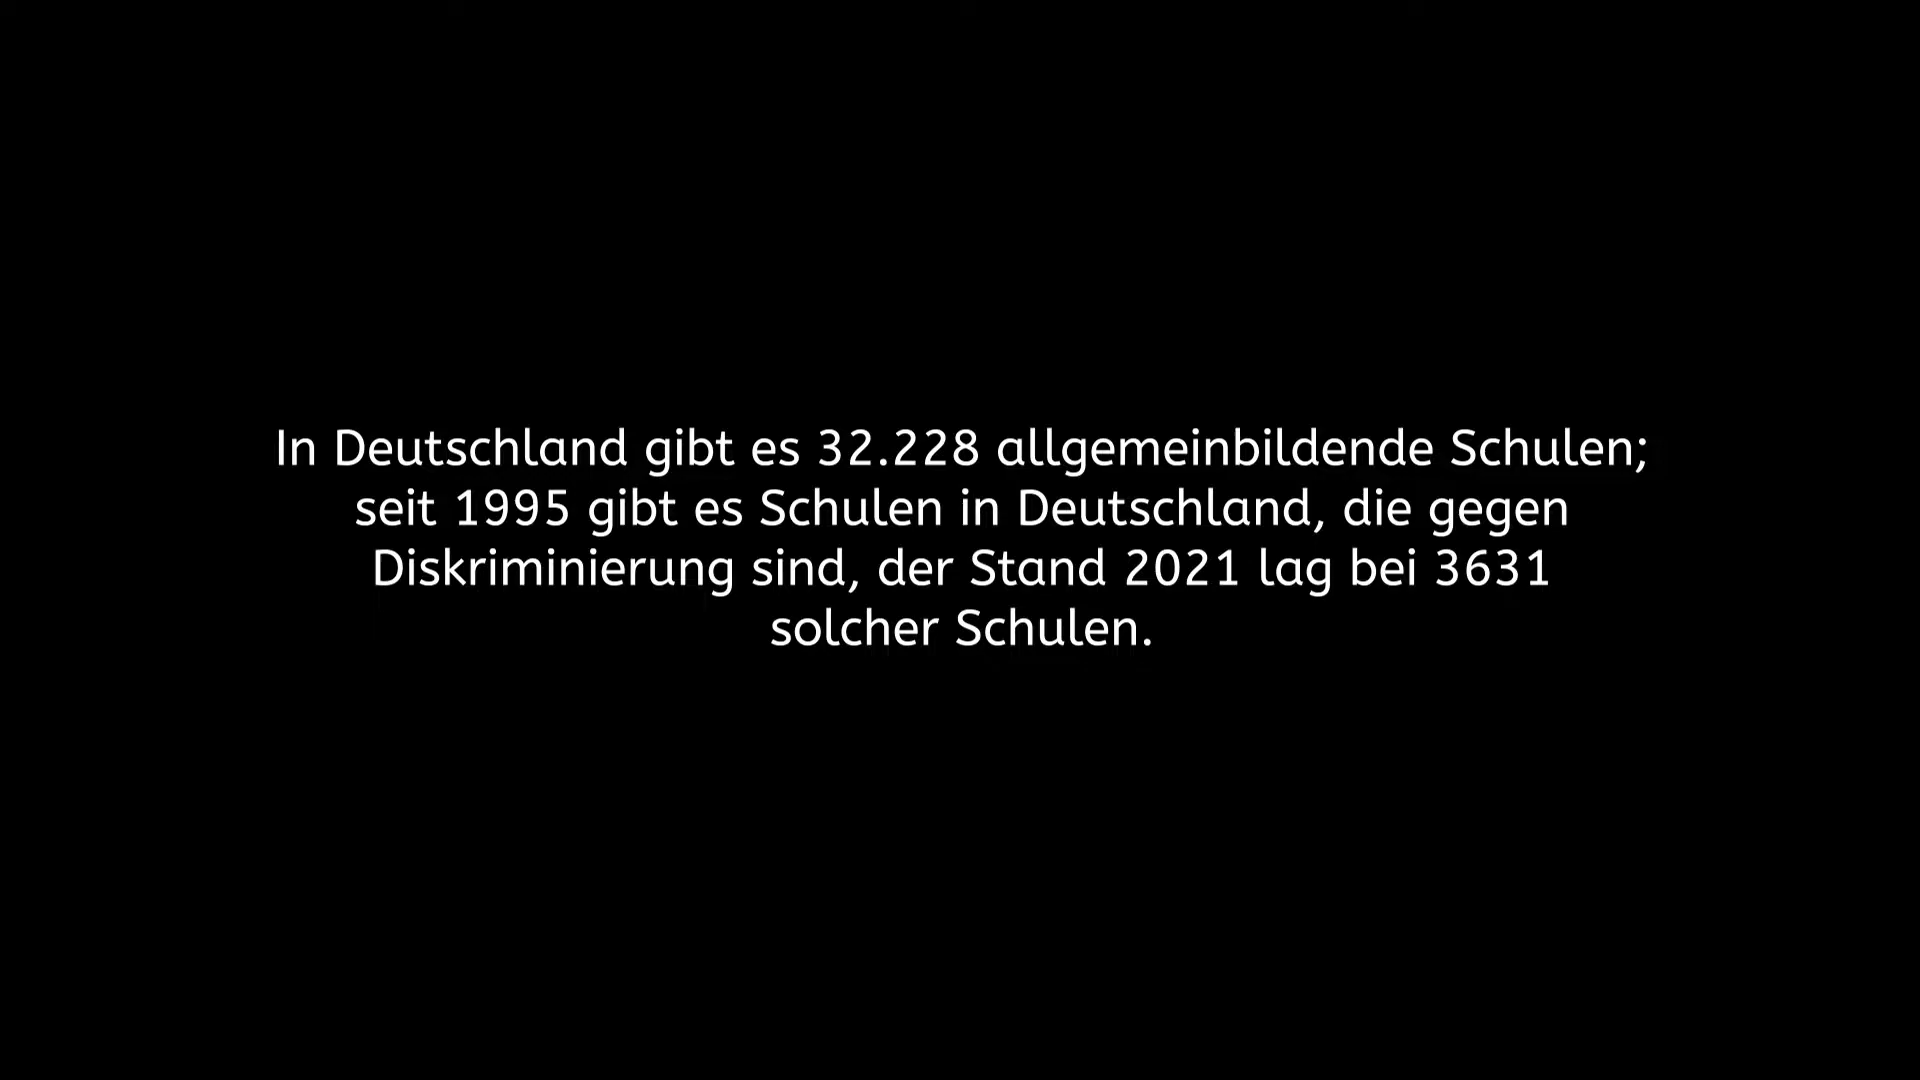 In Deutschland gibt es 32.228 allgemeinbildende Schulen;
seit 1995 gibt es Schulen in Deutschland, die gegen
Diskriminierung sind, der Stand 2021 lag bei 3631
solcher Schulen.